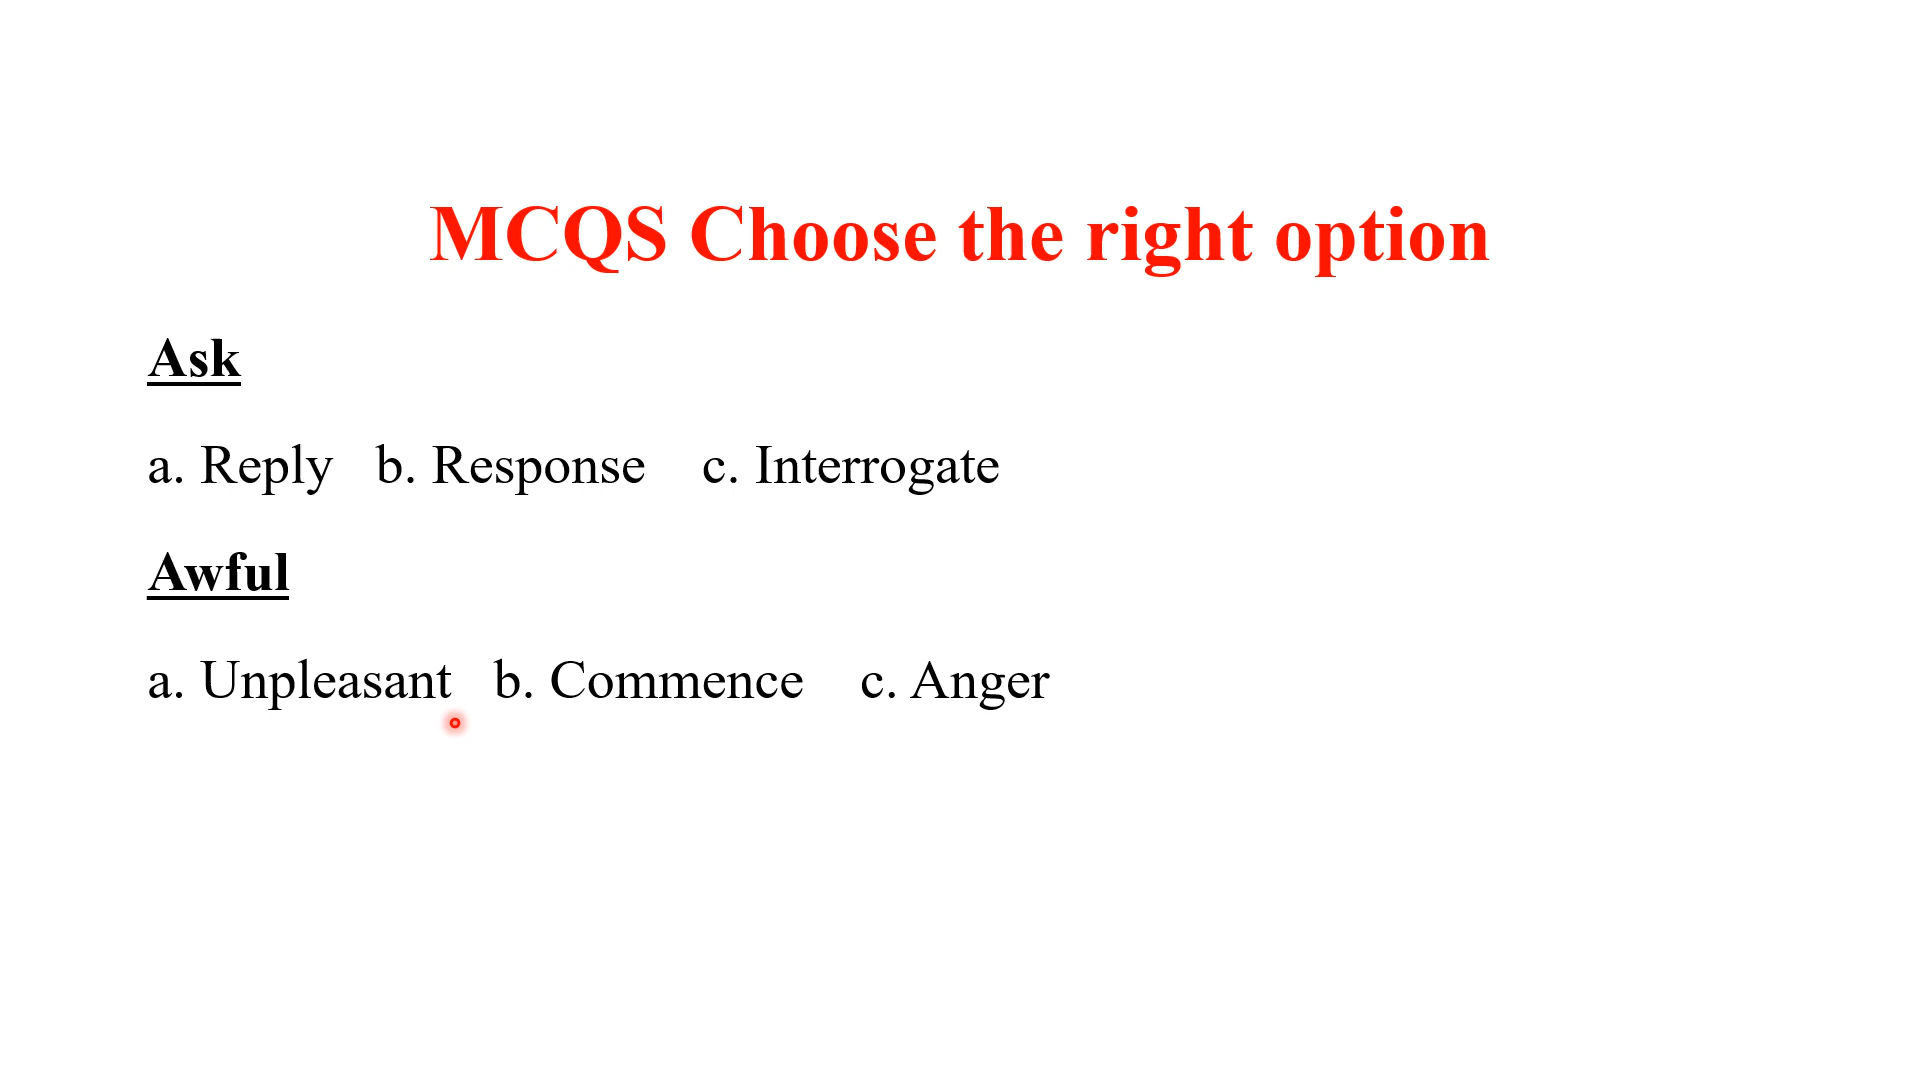 MCQS Choose the right option
Ask
a. Reply b. Response c. Interrogate
Awful
a. Unpleasant b. Commence c. Anger